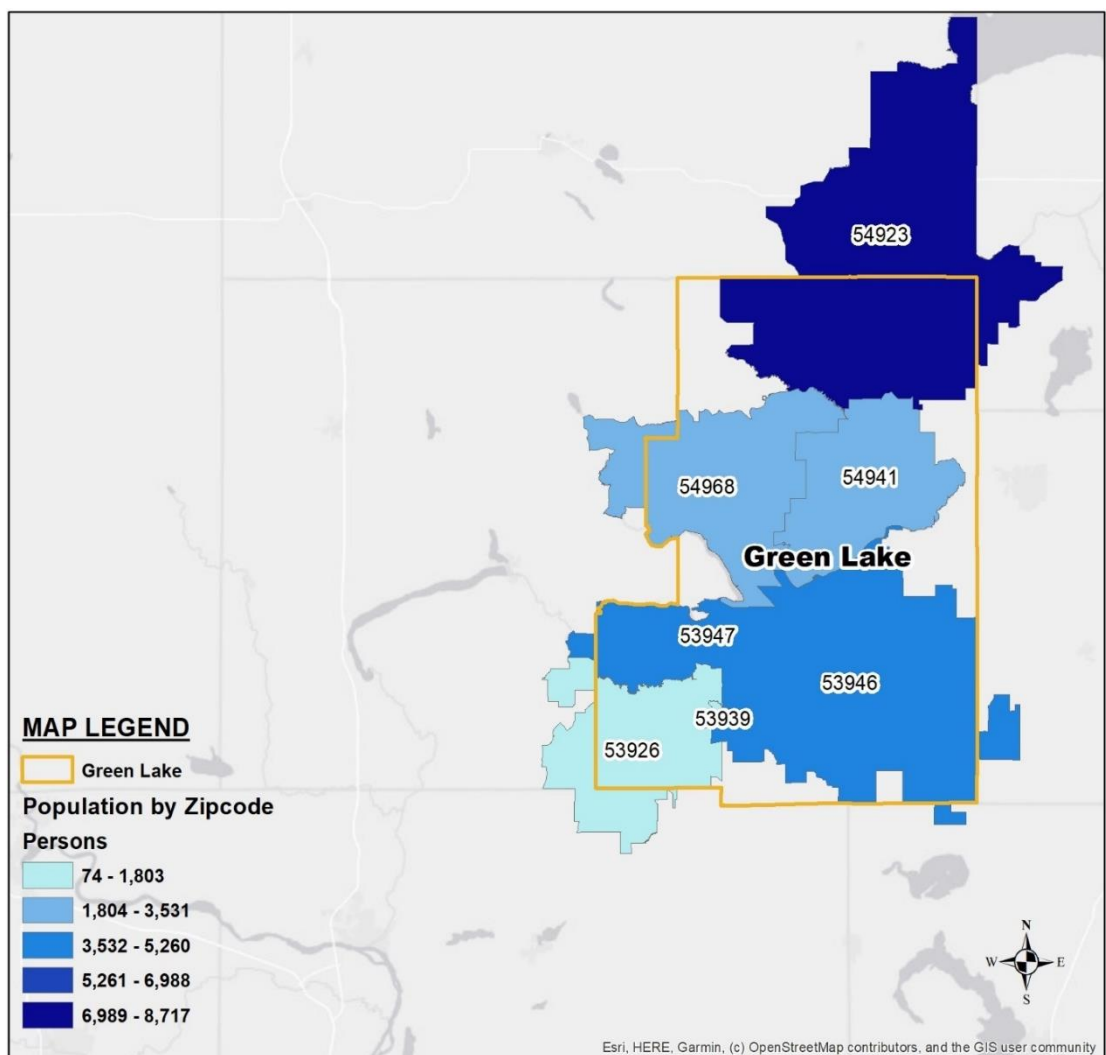 54923
54968
54941
Green Lake
53947
53946
53939
53926
MAP LEGEND
Green Lake
Population by Zipcode
Persons
74 - 1,803
1,804 - 3,531
3,532 - 5,260
5,261 - 6,988
6,989 - 8,717
N
W E
S
Esri, HERE, Garmin, (c) OpenStreetMap contributors, and the GIS user community